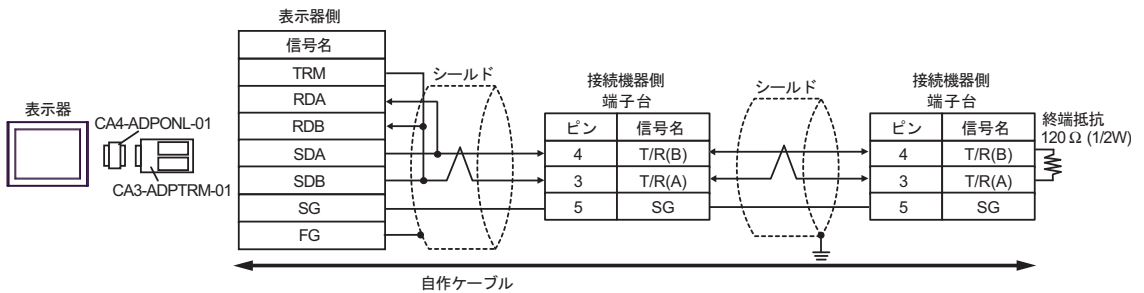 表示器
CA4-ADPONL-01
CA3-ADPTRM-01
表示器側
信号名
TRM
RDA
RDB
SDA
SDB
SG
FG
シールド
接続機器側
端子台
ピン 信号名
4 T/R(B)
3 T/R(A)
5 SG
シールド
接続機器側
端子台
ピン 信号名
4 T/R(B)
3 T/R(A)
5 SG
終端抵抗
120 Ω (1/2W)
自作ケーブル